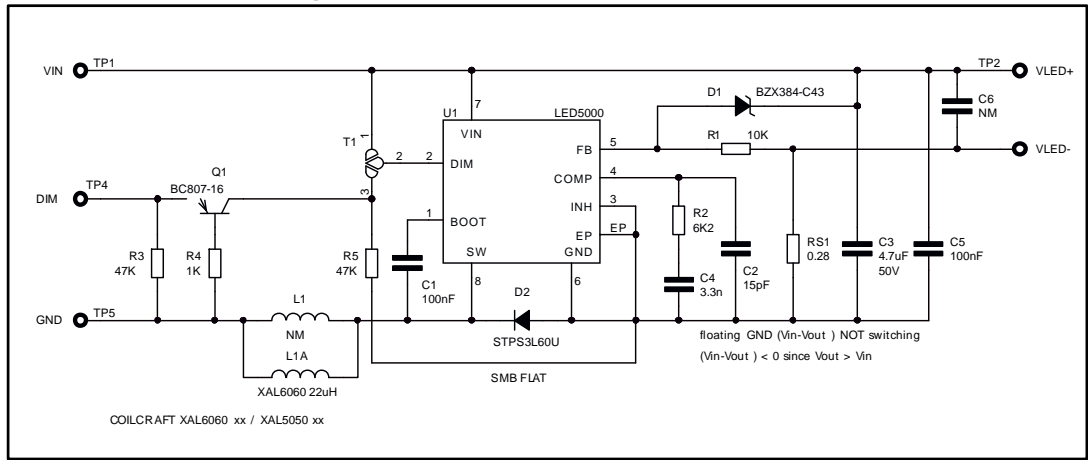 VIN
TP1
TP2
VLED+
D1
BZX384-C43
C6
NM
7
U1
LED5000
VIN
T1
1
2
2
DIM
FB
5
R1
10K
VLED-
Q1
COMP
4
DIM
TP4
BC807-16
3
INH
3
R2
6K2
1
BOOT
EP
EP
R3
47K
R4
1K
R5
47K
SW
GND
RS1
0.28
C3
4.7uF
50V
C5
100nF
C1
100nF
8
6
C4
3.3n
C2
15pF
L1
D2
GND
TP5
NM
STPS3L60U
floating GND (Vin-Vout ) NOT switching
(Vin-Vout ) < 0 since Vout > Vin
L1A
SMB FLAT
XAL6060 22uH
COILCRAFT XAL6060 xx / XAL5050 xx